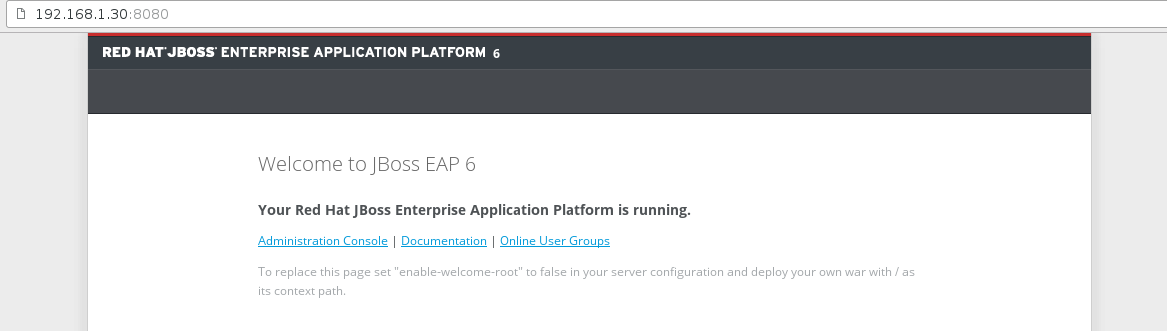 192.168.1.30:8080
RED HAT JBOSS ENTERPRISE APPLICATION PLATFORM 6
Welcome to JBoss EAP 6
Your Red Hat JBoss Enterprise Application Platform is running.
Administration Console | Documentation | Online User Groups
To replace this page set "enable-welcome-root" to false in your server configuration and deploy your own war with / as
its context path.